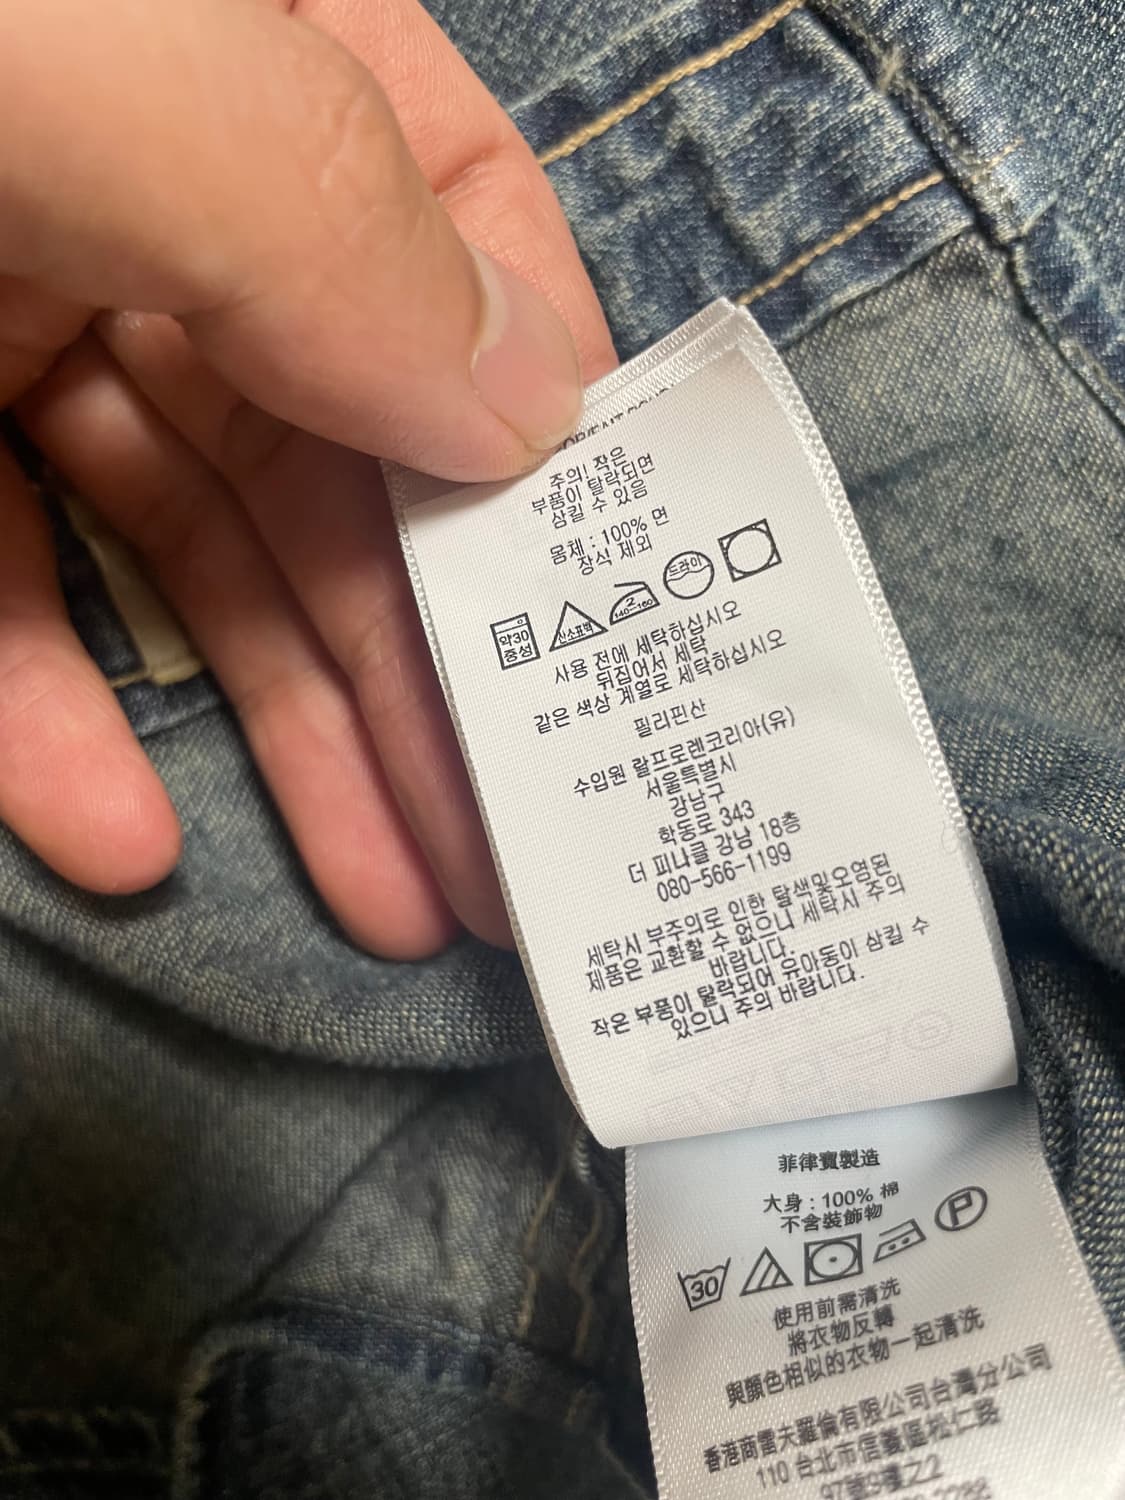 주의! 작은
부품이 탈락되면
삼킬 수 있음
몸체 : 100% 면
장식 제외
약30
중성
산소표백
2
140~160
드라이
사용 전에 세탁하십시오
뒤집어서 세탁
같은 색상 계열로 세탁하십시오
필리핀산
수입원 랄프로렌코리아(유)
서울특별시
강남구
학동로 343
더 피나클 강남 18층
080-566-1199
세탁시 부주의로 인한 탈색및오염된
제품은 교환할 수 없으니 세탁시 주의
바랍니다.
작은 부품이 탈락되어 유아동이 삼킬 수
있으니 주의 바랍니다.
菲律賓製造
大身 : 100% 棉
不含裝飾物
30
P
使用前需清洗
將衣物反轉
與顏色相似的衣物一起清洗
香港商雷夫羅倫有限公司台灣分公司
110 台北市信義區松仁路
97號9樓之2